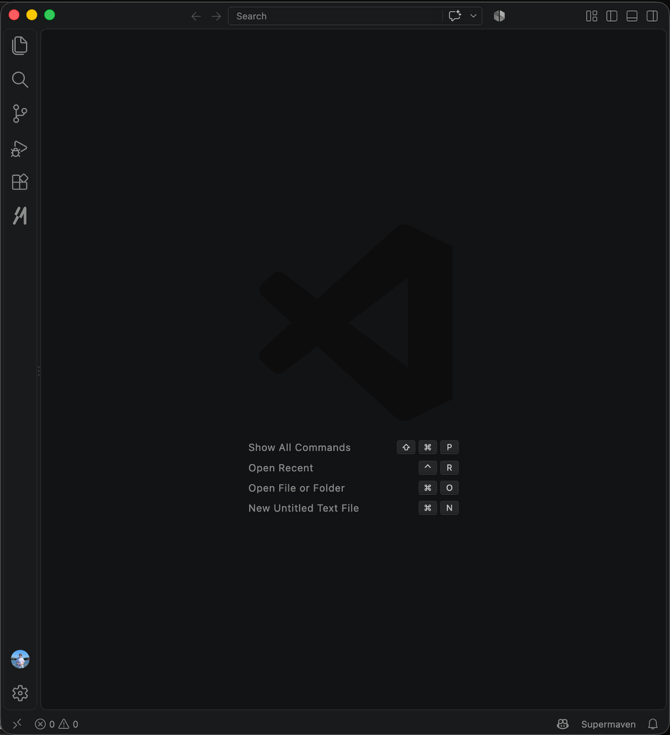 Search
Show All Commands ⇧ ⌘ P
Open Recent ^ R
Open File or Folder ⌘ O
New Untitled Text File ⌘ N
0 0 Supermaven